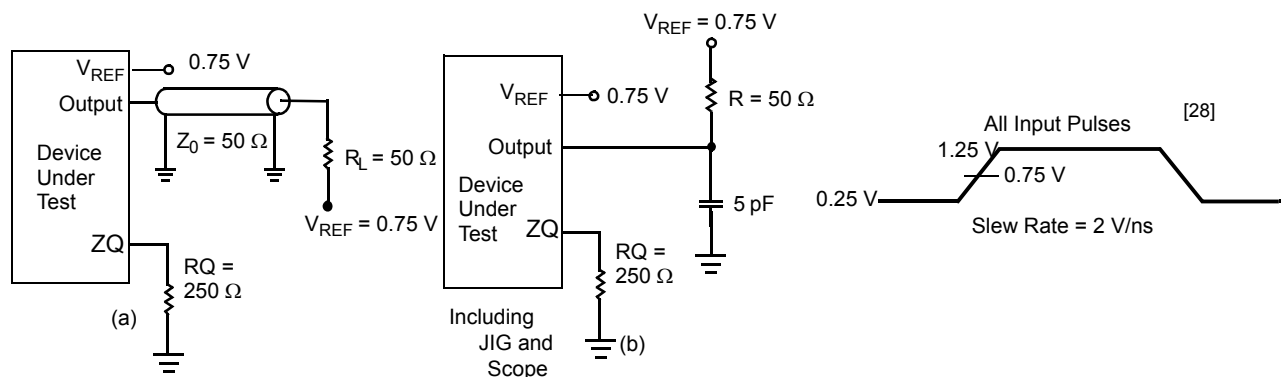 V_REF 0.75 V
Output
Z_0 = 50 Ω
Device
Under
Test
R_L = 50 Ω
V_REF = 0.75 V
ZQ
RQ =
250 Ω
(a)
V_REF = 0.75 V
R = 50 Ω
V_REF 0.75 V
Output
Device
Under
Test
5 pF
ZQ
RQ =
250 Ω
Including
JIG and
Scope
(b)
[28]
All Input Pulses
1.25 V
0.75 V
0.25 V
Slew Rate = 2 V/ns